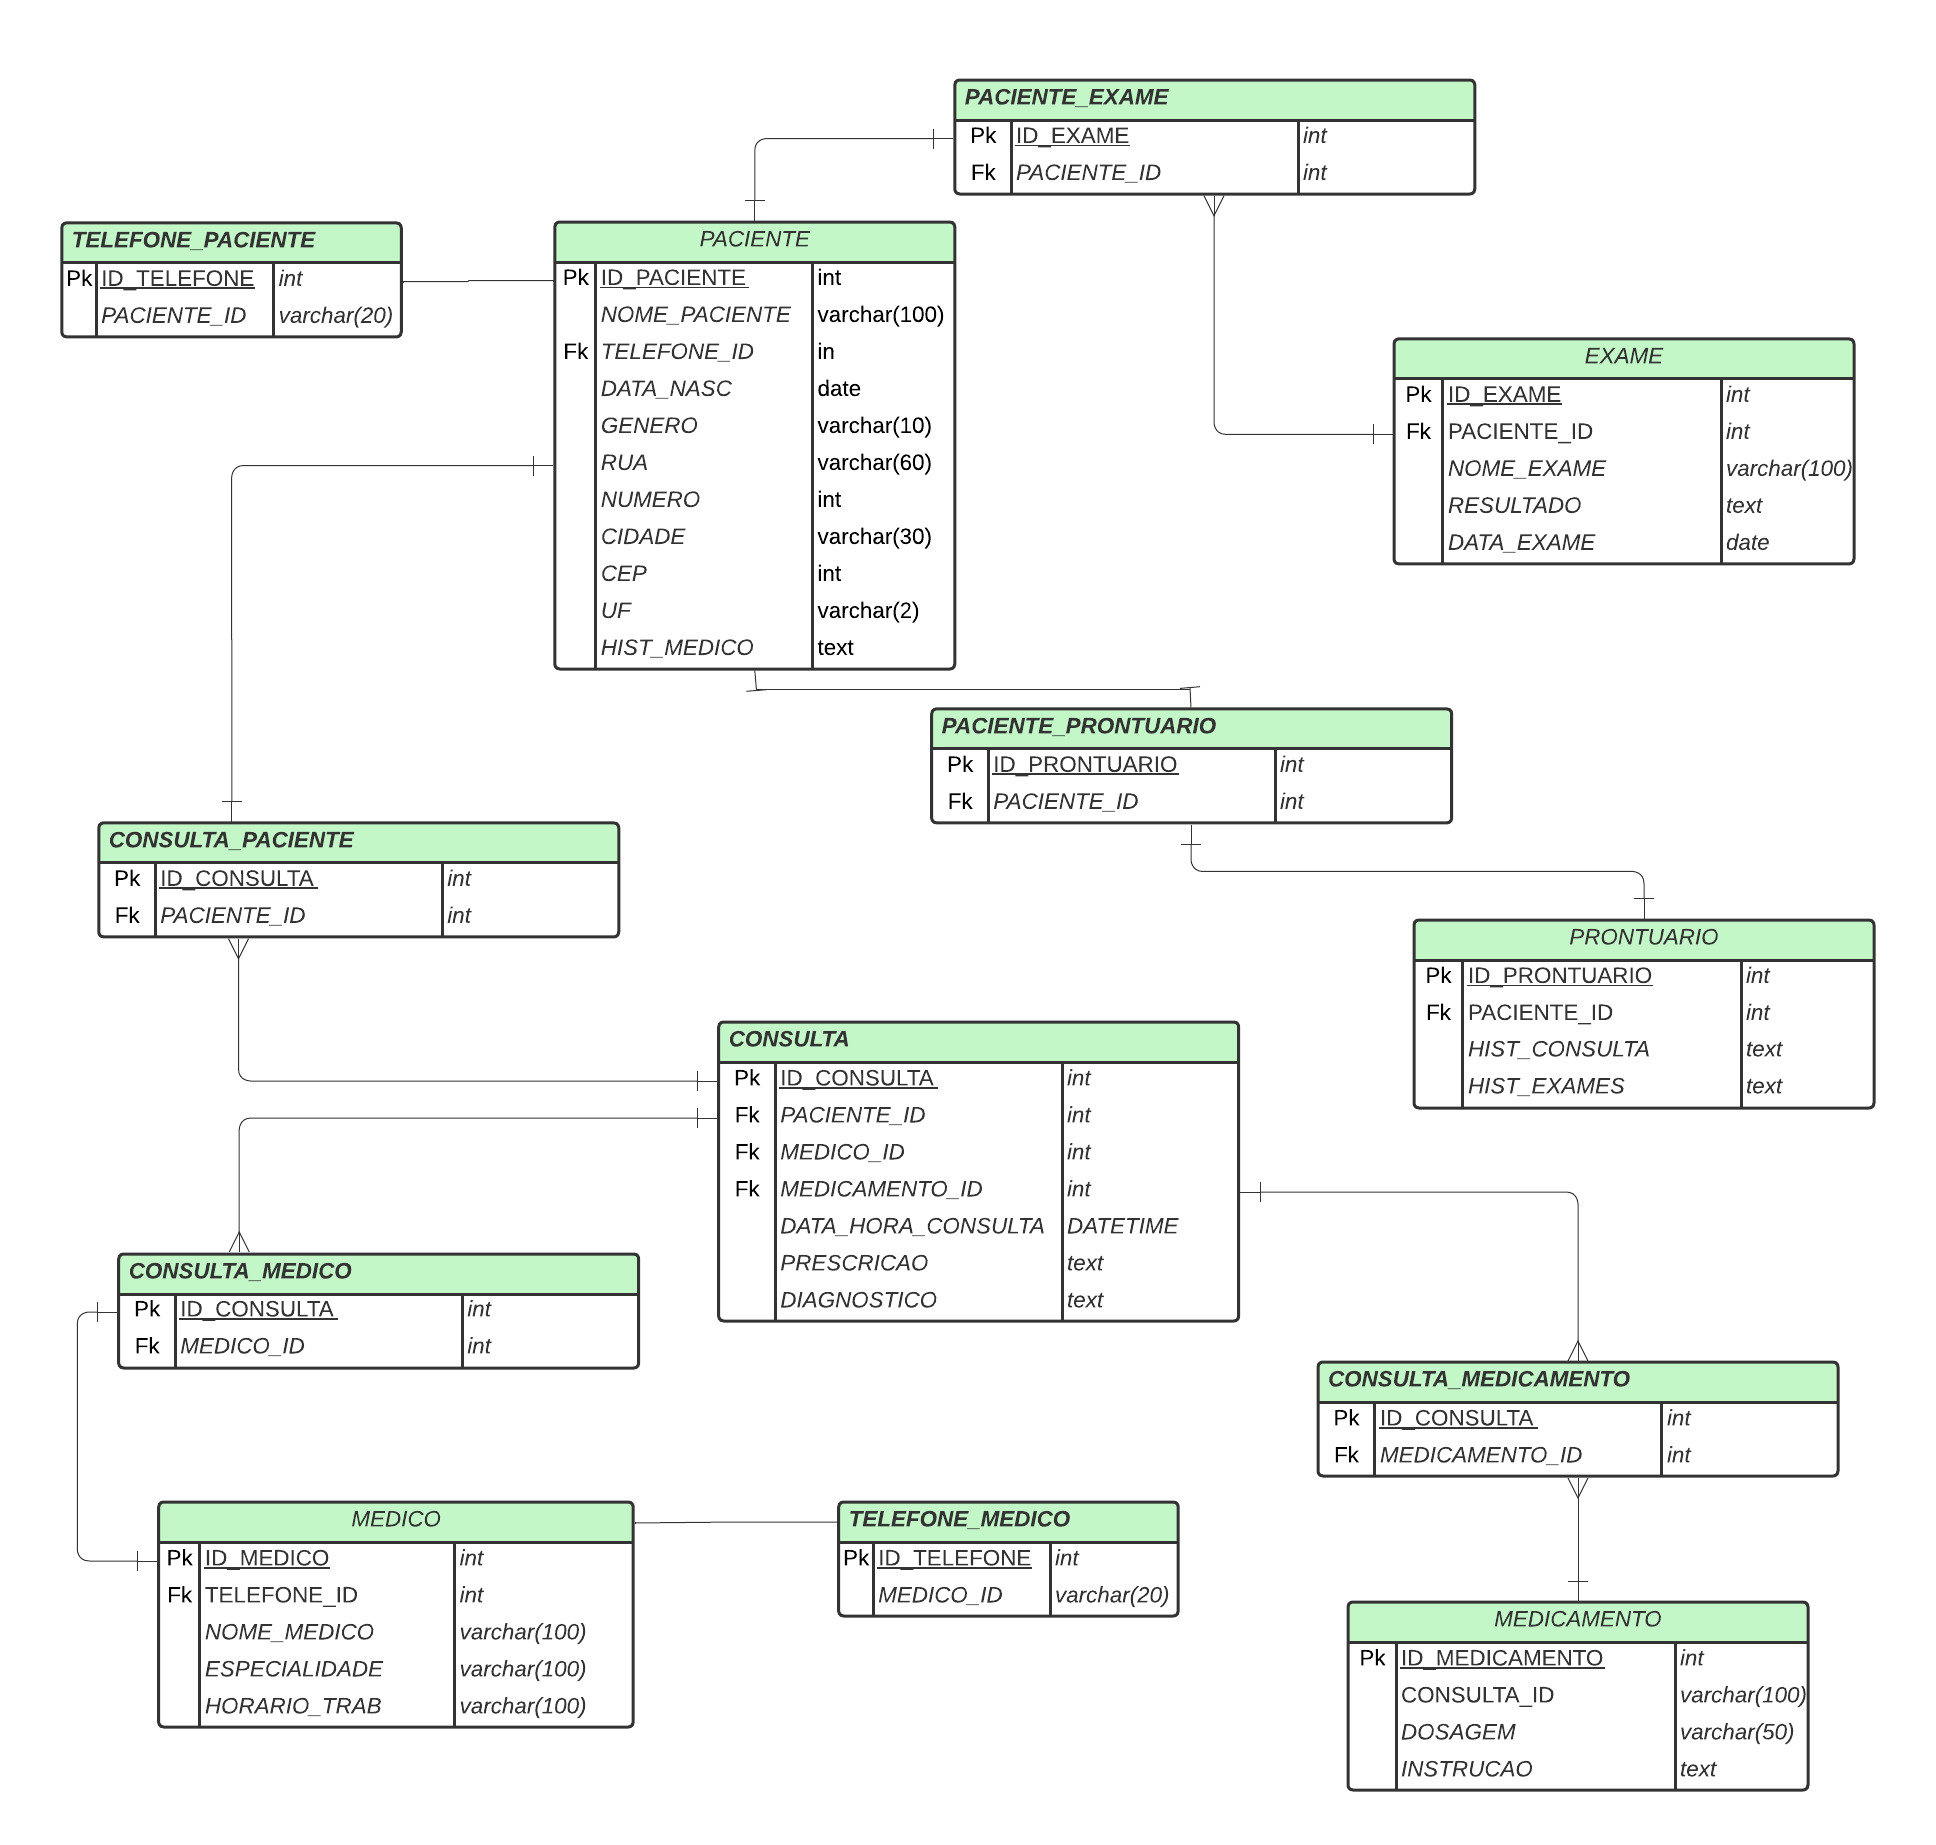 PACIENTE_EXAME
Pk ID_EXAME int
Fk PACIENTE_ID int
TELEFONE_PACIENTE
Pk ID_TELEFONE int
PACIENTE_ID varchar(20)
PACIENTE
Pk ID_PACIENTE int
NOME_PACIENTE varchar(100)
Fk TELEFONE_ID in
DATA_NASC date
GENERO varchar(10)
RUA varchar(60)
NUMERO int
CIDADE varchar(30)
CEP int
UF varchar(2)
HIST_MEDICO text
EXAME
Pk ID_EXAME int
Fk PACIENTE_ID int
NOME_EXAME varchar(100)
RESULTADO text
DATA_EXAME date
PACIENTE_PRONTUARIO
Pk ID_PRONTUARIO int
Fk PACIENTE_ID int
CONSULTA_PACIENTE
Pk ID_CONSULTA int
Fk PACIENTE_ID int
PRONTUARIO
Pk ID_PRONTUARIO int
Fk PACIENTE_ID int
HIST_CONSULTA text
HIST_EXAMES text
CONSULTA
Pk ID_CONSULTA int
Fk PACIENTE_ID int
Fk MEDICO_ID int
Fk MEDICAMENTO_ID int
DATA_HORA_CONSULTA DATETIME
PRESCRICAO text
DIAGNOSTICO text
CONSULTA_MEDICO
Pk ID_CONSULTA int
Fk MEDICO_ID int
CONSULTA_MEDICAMENTO
Pk ID_CONSULTA int
Fk MEDICAMENTO_ID int
MEDICO
Pk ID_MEDICO int
Fk TELEFONE_ID int
NOME_MEDICO varchar(100)
ESPECIALIDADE varchar(100)
HORARIO_TRAB varchar(100)
TELEFONE_MEDICO
Pk ID_TELEFONE int
MEDICO_ID varchar(20)
MEDICAMENTO
Pk ID_MEDICAMENTO int
CONSULTA_ID varchar(100)
DOSAGEM varchar(50)
INSTRUCAO text